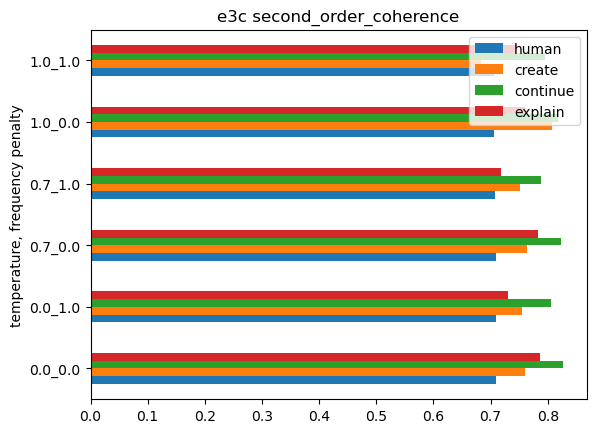 e3c second_order_coherence
human
create
continue
explain
temperature, frequency penalty
1.0_1.0
1.0_0.0
0.7_1.0
0.7_0.0
0.0_1.0
0.0_0.0
0.0 0.1 0.2 0.3 0.4 0.5 0.6 0.7 0.8